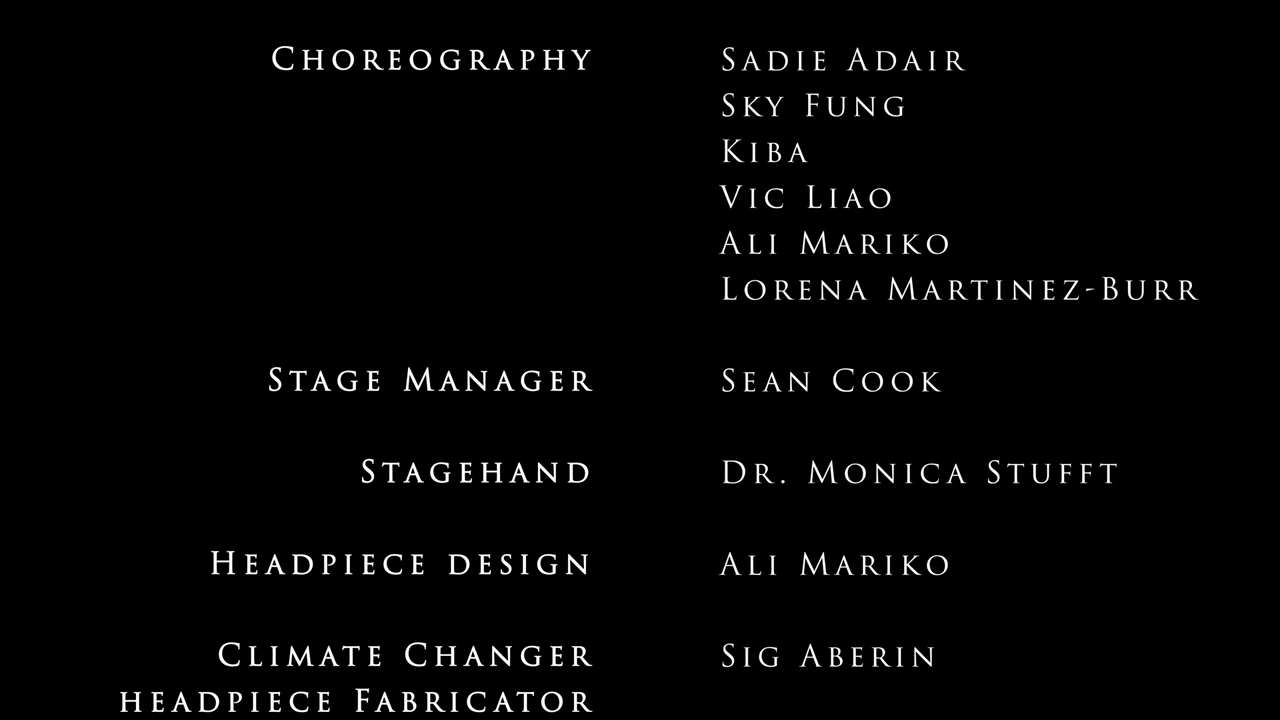 Choreography Sadie Adair
Sky Fung
Kiba
Vic Liao
Ali Mariko
Lorena Martinez-Burr
Stage Manager Sean Cook
Stagehand Dr. Monica Stufft
Headpiece design Ali Mariko
Climate Changer Sig Aberin
headpiece Fabricator